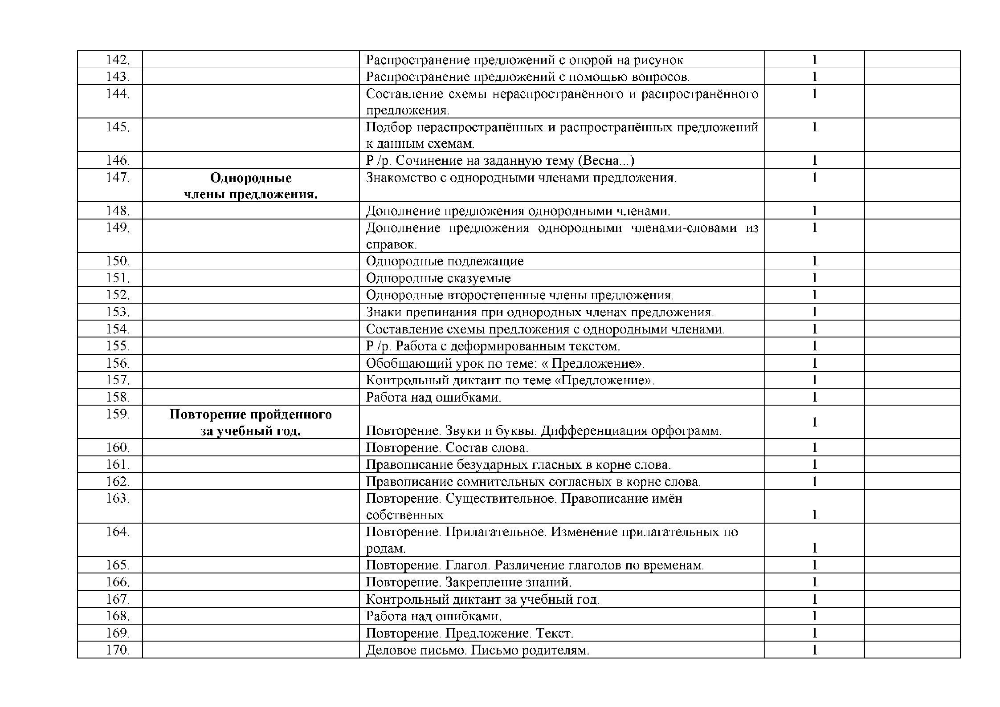 142. Распространение предложений с опорой на рисунок 1
143. Распространение предложений с помощью вопросов. 1
144. Составление схемы нераспространённого и распространённого 1
предложения.
145. Подбор нераспространённых и распространённых предложений 1
к данным схемам.
146. Р /р. Сочинение на заданную тему (Весна...) 1
147. Однородные Знакомство с однородными членами предложения. 1
члены предложения.
148. Дополнение предложения однородными членами. 1
149. Дополнение предложения однородными членами-словами из 1
справок.
150. Однородные подлежащие 1
151. Однородные сказуемые 1
152. Однородные второстепенные члены предложения. 1
153. Знаки препинания при однородных членах предложения. 1
154. Составление схемы предложения с однородными членами. 1
155. Р /р. Работа с деформированным текстом. 1
156. Обобщающий урок по теме: « Предложение». 1
157. Контрольный диктант по теме «Предложение». 1
158. Работа над ошибками. 1
159. Повторение пройденного 1
за учебный год. Повторение. Звуки и буквы. Дифференциация орфограмм.
160. Повторение. Состав слова. 1
161. Правописание безударных гласных в корне слова. 1
162. Правописание сомнительных согласных в корне слова. 1
163. Повторение. Существительное. Правописание имён
собственных 1
164. Повторение. Прилагательное. Изменение прилагательных по
родам. 1
165. Повторение. Глагол. Различение глаголов по временам. 1
166. Повторение. Закрепление знаний. 1
167. Контрольный диктант за учебный год. 1
168. Работа над ошибками. 1
169. Повторение. Предложение. Текст. 1
170. Деловое письмо. Письмо родителям. 1